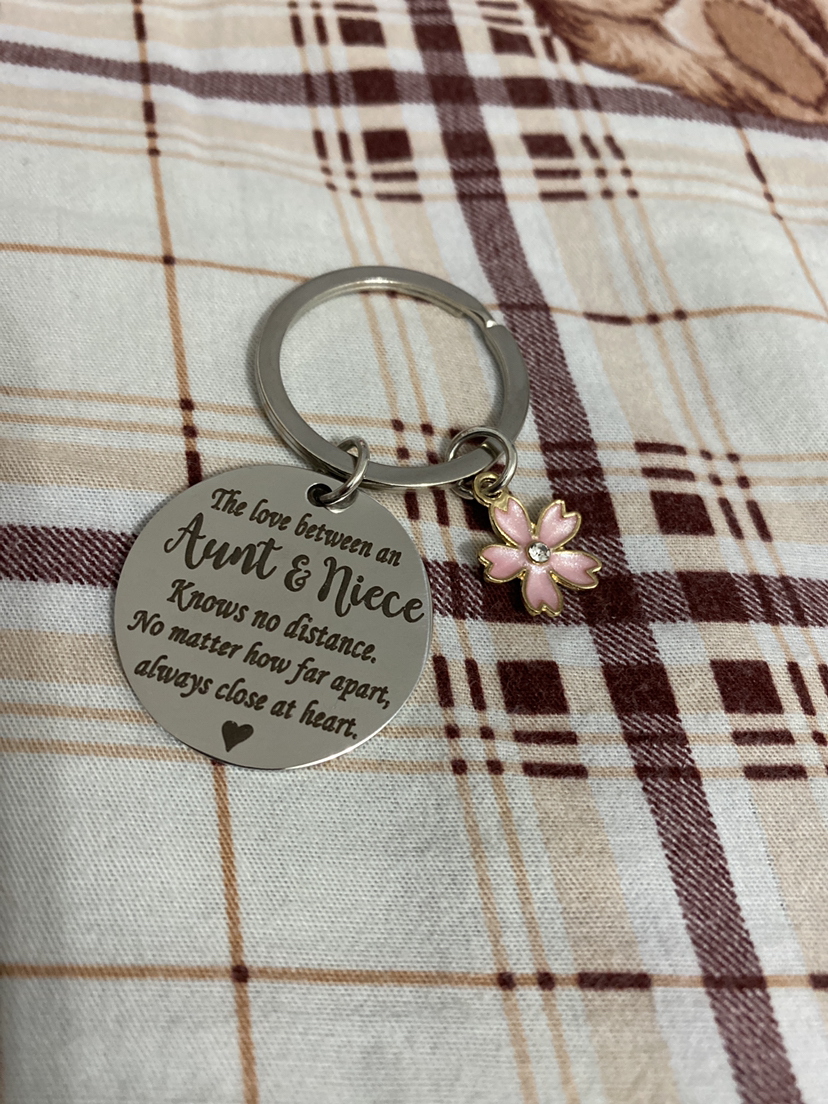 The love between an
Aunt & Niece
Knows no distance.
No matter how far apart,
always close at heart.